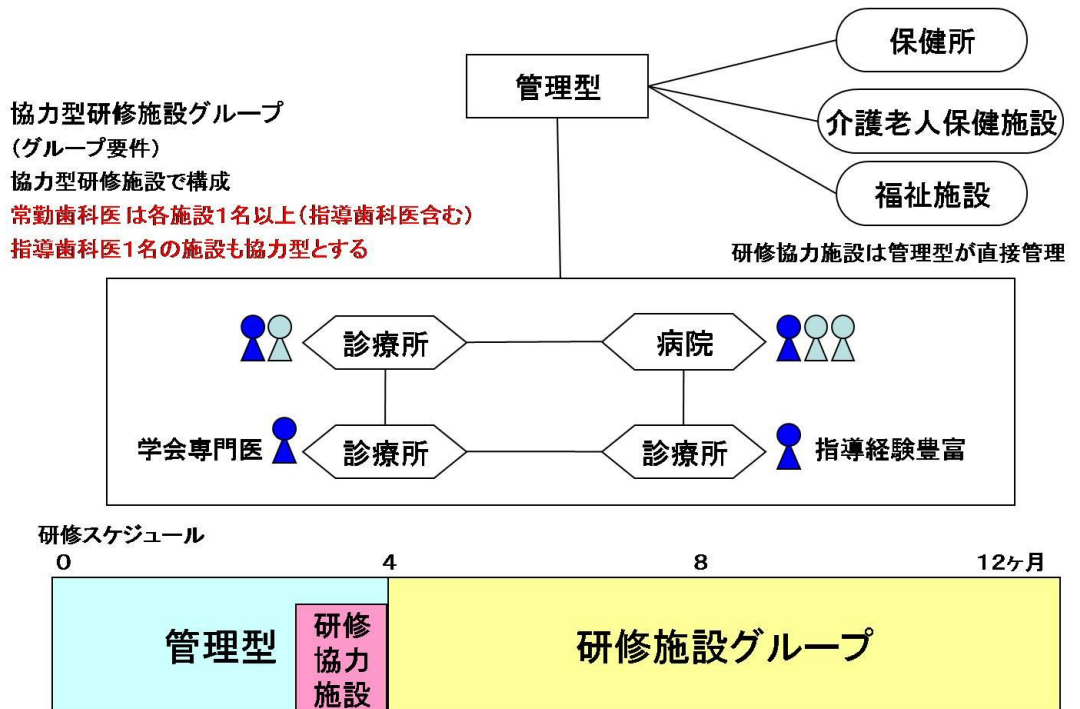 管理型
保健所
介護老人保健施設
福祉施設
協力型研修施設グループ
(グループ要件)
協力型研修施設で構成
常勤歯科医は各施設1名以上(指導歯科医含む)
指導歯科医1名の施設も協力型とする
研修協力施設は管理型が直接管理
診療所
病院
学会専門医
診療所
診療所
指導経験豊富
研修スケジュール
0
4
8
12ヶ月
管理型
研修
協力
施設
研修施設グループ